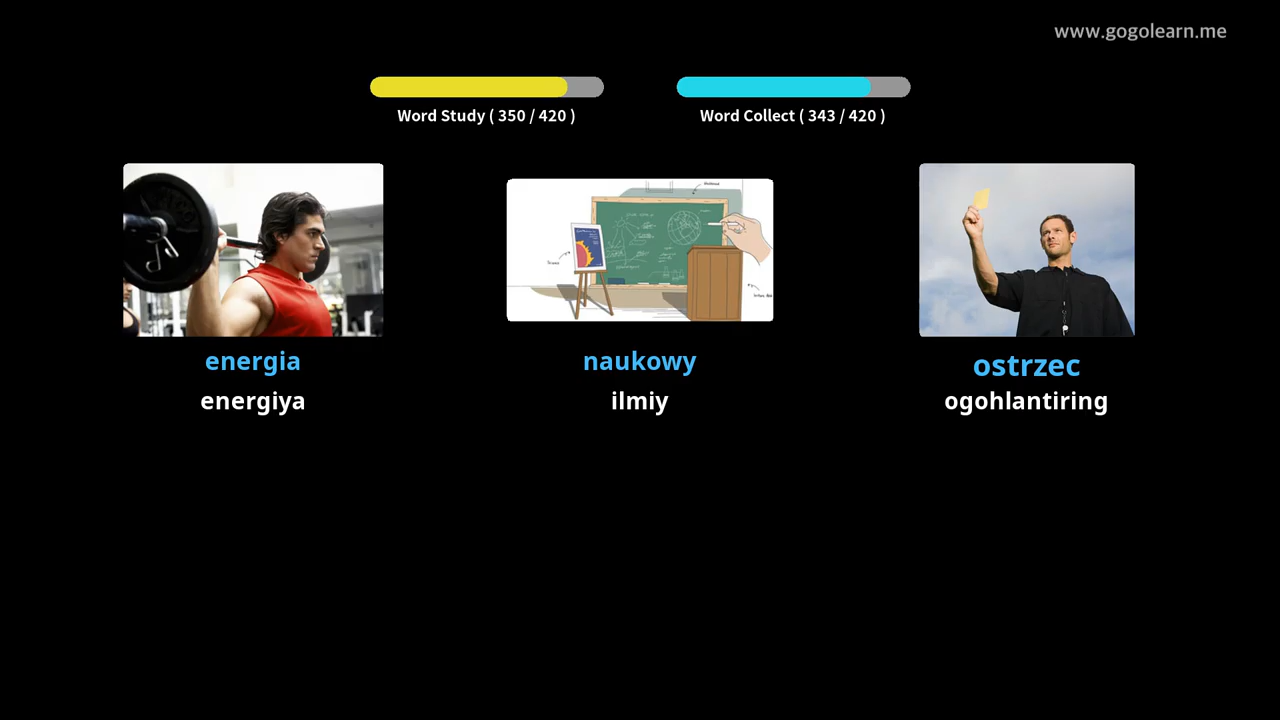 www.gogolearn.me
Word Study ( 350 / 420 )
Word Collect ( 343 / 420 )
energia
naukowy
ostrzec
energiya
ilmiy
ogohlantiring